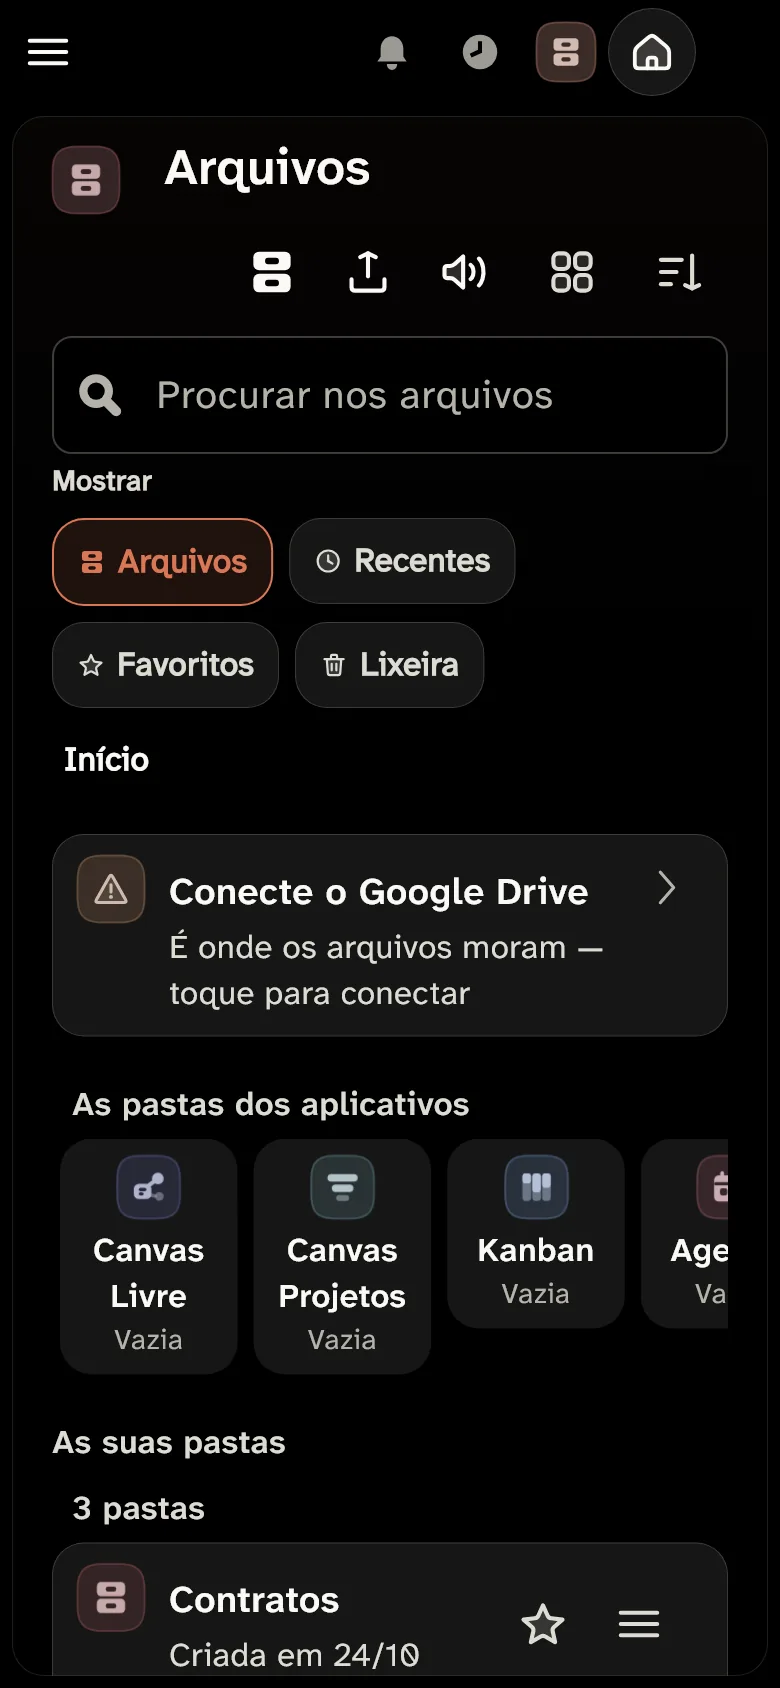 Arquivos
Procurar nos arquivos
Mostrar
Arquivos
Recentes
Favoritos
Lixeira
Início
Conecte o Google Drive
É onde os arquivos moram —
toque para conectar
As pastas dos aplicativos
Canvas
Livre
Vazia
Canvas
Projetos
Vazia
Kanban
Vazia
Age
Va
As suas pastas
3 pastas
Contratos
Criada em 24/10